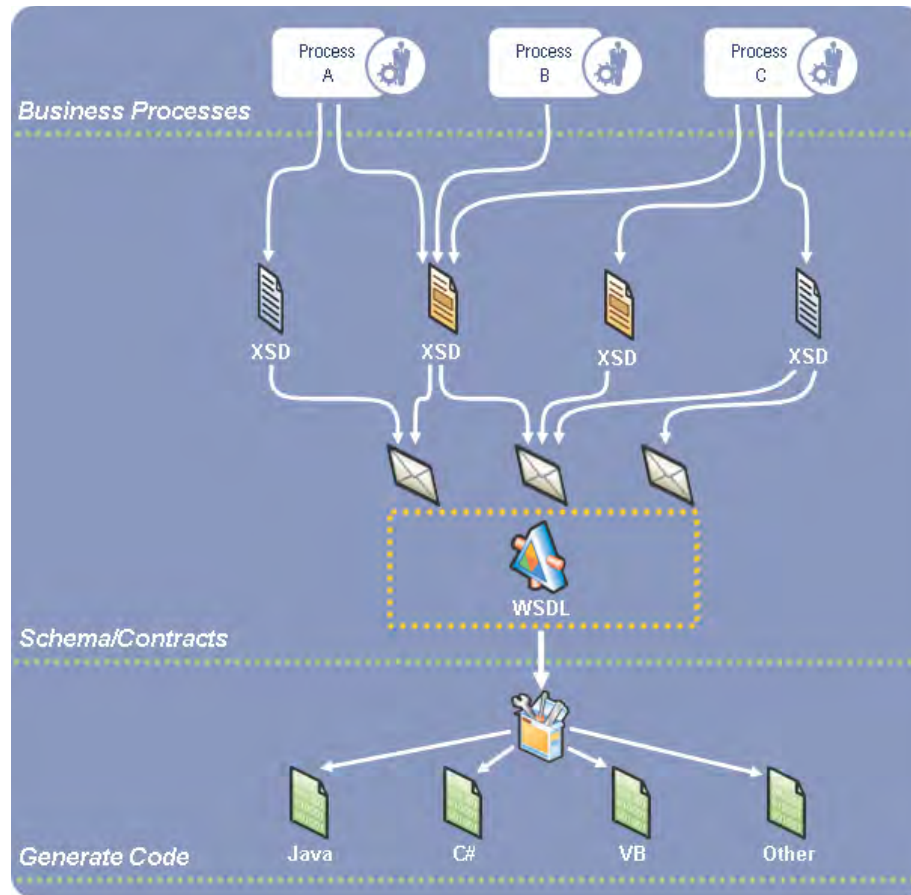 Process
A
Process
B
Process
C
Business Processes
XSD
XSD
XSD
XSD
WSDL
Schema/Contracts
Java
C#
VB
Other
Generate Code